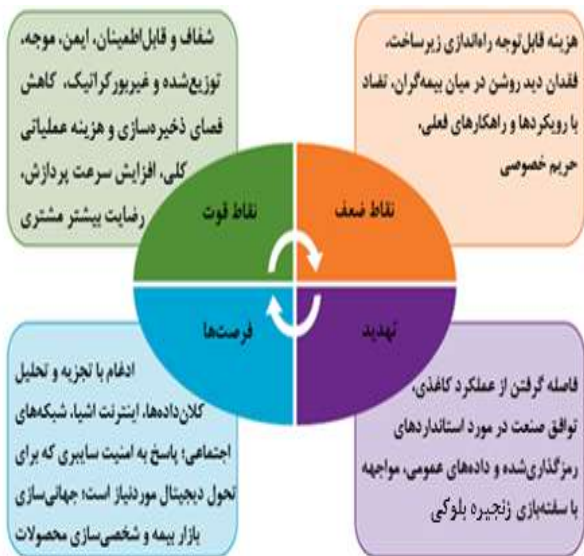 هزینه قابل‌توجه راه‌اندازی زیرساخت،
فقدان دید روشن در میان بیمه‌گران، تضاد
با رویکردها و راهکارهای فعلی،
حریم خصوصی
شفاف و قابل‌اطمینان، ایمن، موجه،
توزیع‌شده و غیربورکراتیک، کاهش
فضای ذخیره‌سازی و هزینه عملیاتی
کلی، افزایش سرعت پردازش،
رضایت بیشتر مشتری
نقاط ضعف
نقاط قوت
تهدید
فرصت‌ها
فاصله گرفتن از عملکرد کاغذی،
توافق صنعت در مورد استانداردهای
رمزگذاری‌شده و داده‌های عمومی، مواجهه
با سفته‌بازی زنجیره بلوکی
ادغام با تجزیه و تحلیل
کلان‌داده‌ها، اینترنت اشیا، شبکه‌های
اجتماعی؛ پاسخ به امنیت سایبری که برای
تحول دیجیتال موردنیاز است؛ جهانی‌سازی
بازار بیمه و شخصی‌سازی محصولات